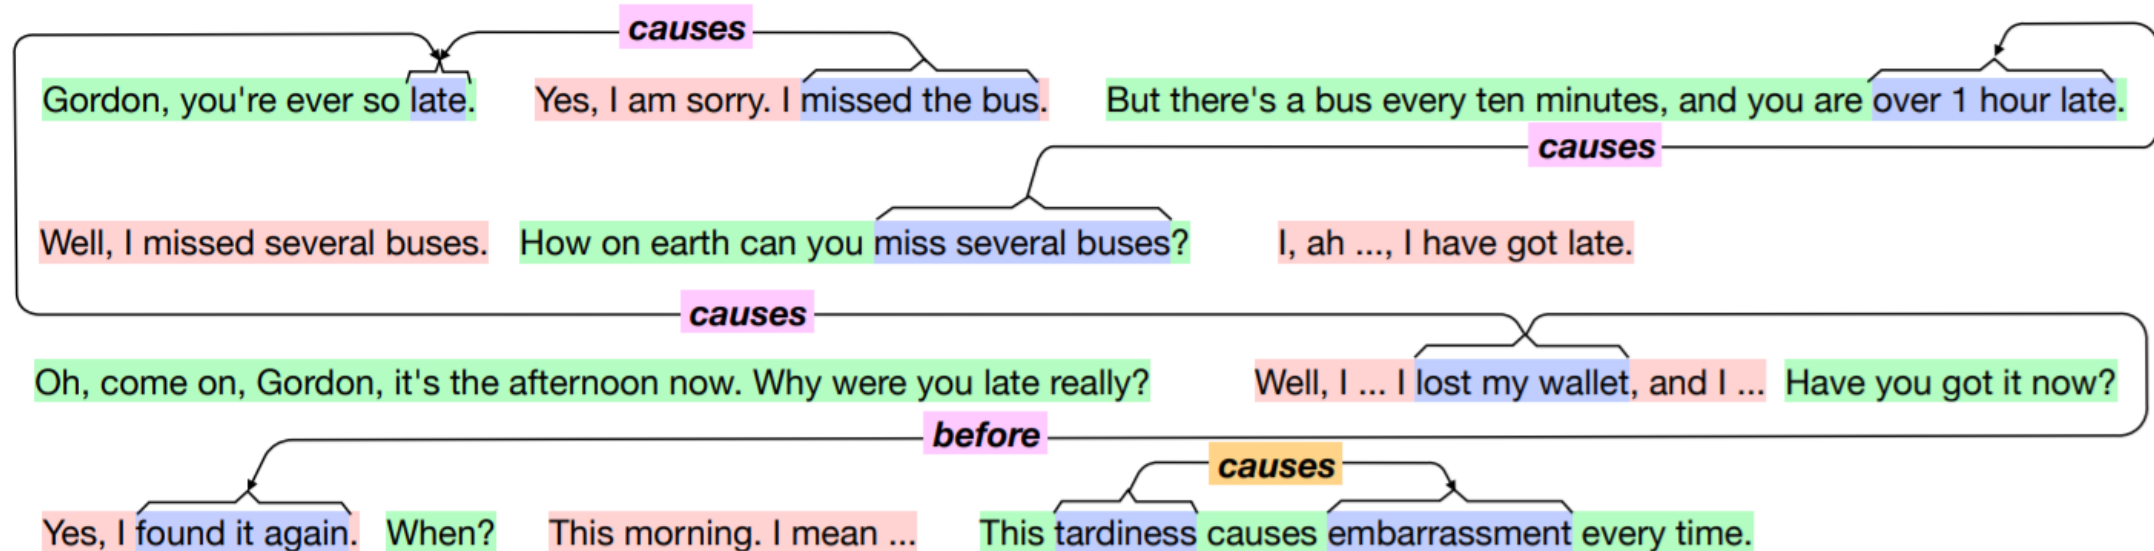 causes
Gordon, you're ever so late. Yes, I am sorry. I missed the bus. But there's a bus every ten minutes, and you are over 1 hour late.
causes
Well, I missed several buses. How on earth can you miss several buses? I, ah ..., I have got late.
causes
Oh, come on, Gordon, it's the afternoon now. Why were you late really? Well, I ... I lost my wallet, and I ... Have you got it now?
before
causes
Yes, I found it again. When? This morning. I mean ... This tardiness causes embarrassment every time.